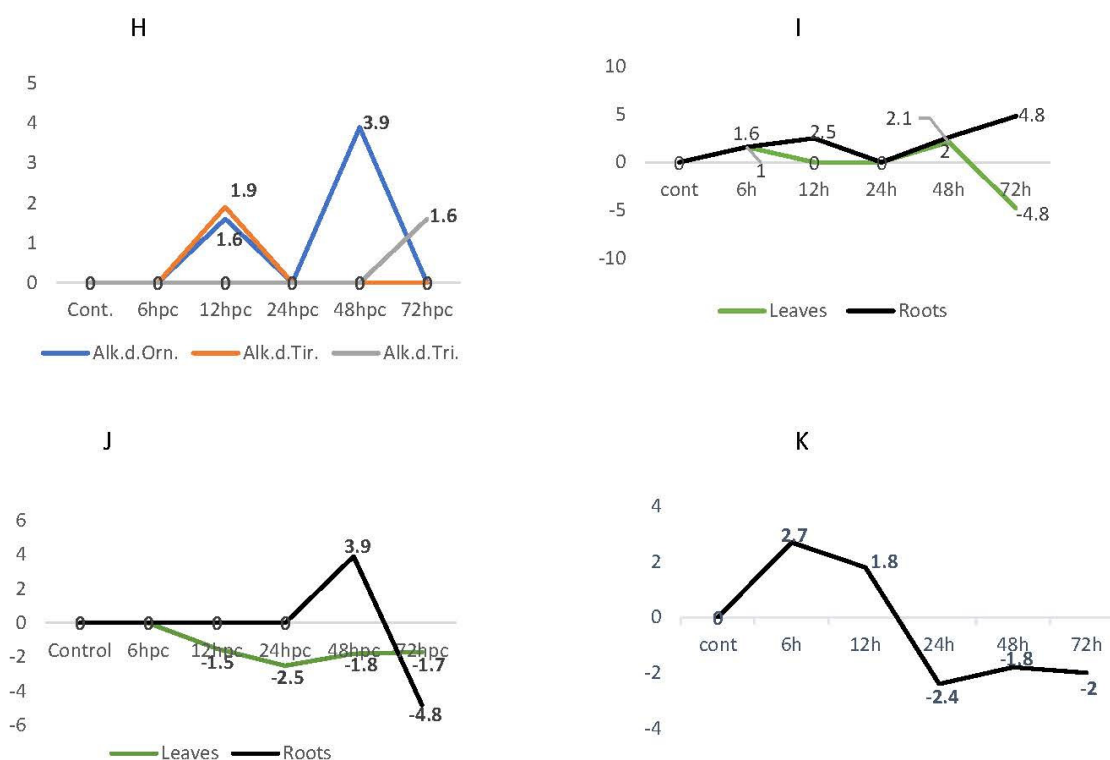 H
5
4
3
2
1
0
3.9
1.9
1.6
1.6
0 0 0 0 0 0
Cont. 6hpc 12hpc 24hpc 48hpc 72hpc
Alk.d.Orn. Alk.d.Tir. Alk.d.Tri.
I
10
5
0
-5
-10
1.6 2.5 2.1 4.8
0 1 0 0 2 -4.8
cont 6h 12h 24h 48h 72h
Leaves Roots
J
6
4
2
0
-2
-4
-6
3.9
0 0 0 0
Control 6hpc 12hpc 24hpc 48hpc 72hpc
-1.5 -2.5 -1.8 -1.7
-4.8
Leaves Roots
K
4
2
0
-2
-4
2.7
1.8
0
cont 6h 12h 24h 48h 72h
-2.4 -1.8 -2